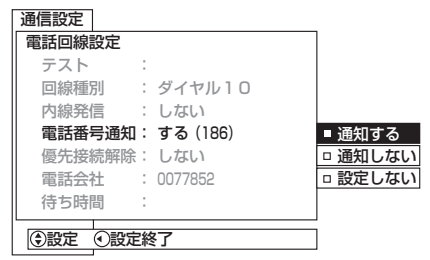 通信設定
電話回線設定
テスト　　　：
回線種別　　： ダイヤル１０
内線発信　　： しない
電話番号通知： する (186)
■ 通知する
優先接続解除： しない
□ 通知しない
電話会社　　： 0077852
□ 設定しない
待ち時間　　：
設定　設定終了